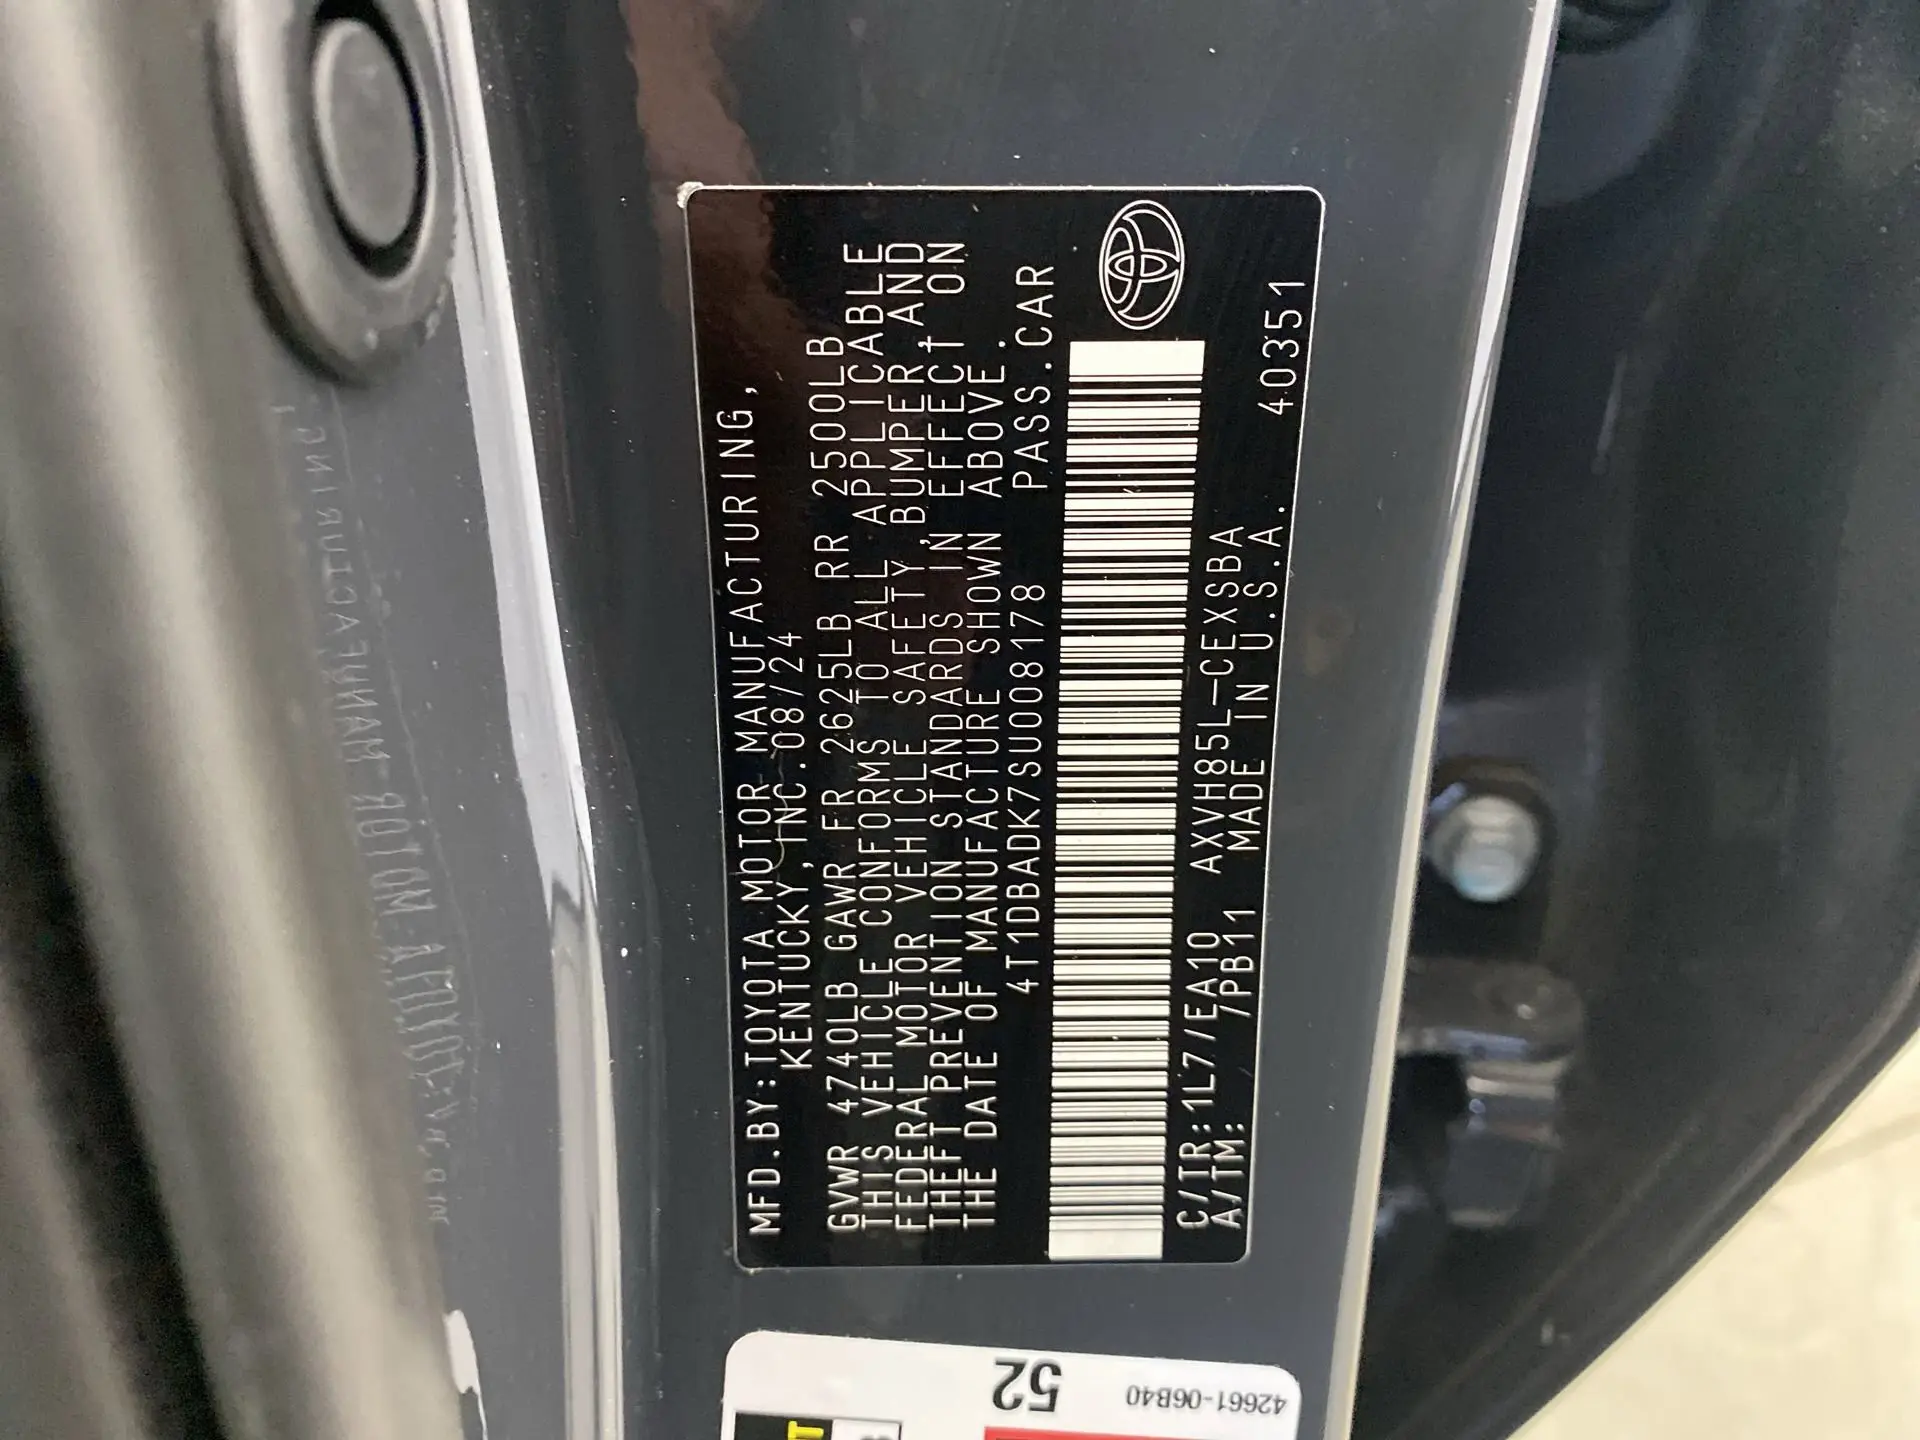 MFD.BY:TOYOTA MOTOR MANUFACTURING,
KENTUCKY,INC.08/24
GVWR 4740LB GAWR FR 2625LB RR 2500LB
THIS VEHICLE CONFORMS TO ALL APPLICABLE
FEDERAL MOTOR VEHICLE SAFETY,BUMPER,AND
THEFT PREVENTION STANDARDS IN EFFECT ON
THE DATE OF MANUFACTURE SHOWN ABOVE.
4T1DBADK7SU008178 PASS.CAR
C/TR:1L7/EA10 AXVH85L-CEXSBA 40351
A/TM: /PB11 MADE IN U.S.A.
52
42661-06B40